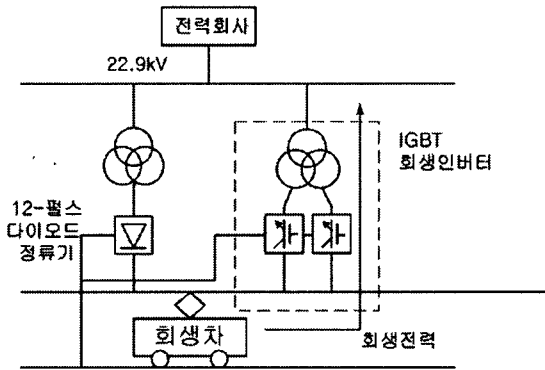 전력회사
22.9kV
IGBT
회생인버터
12-펄스
다이오드
정류기
회생차
회생전력